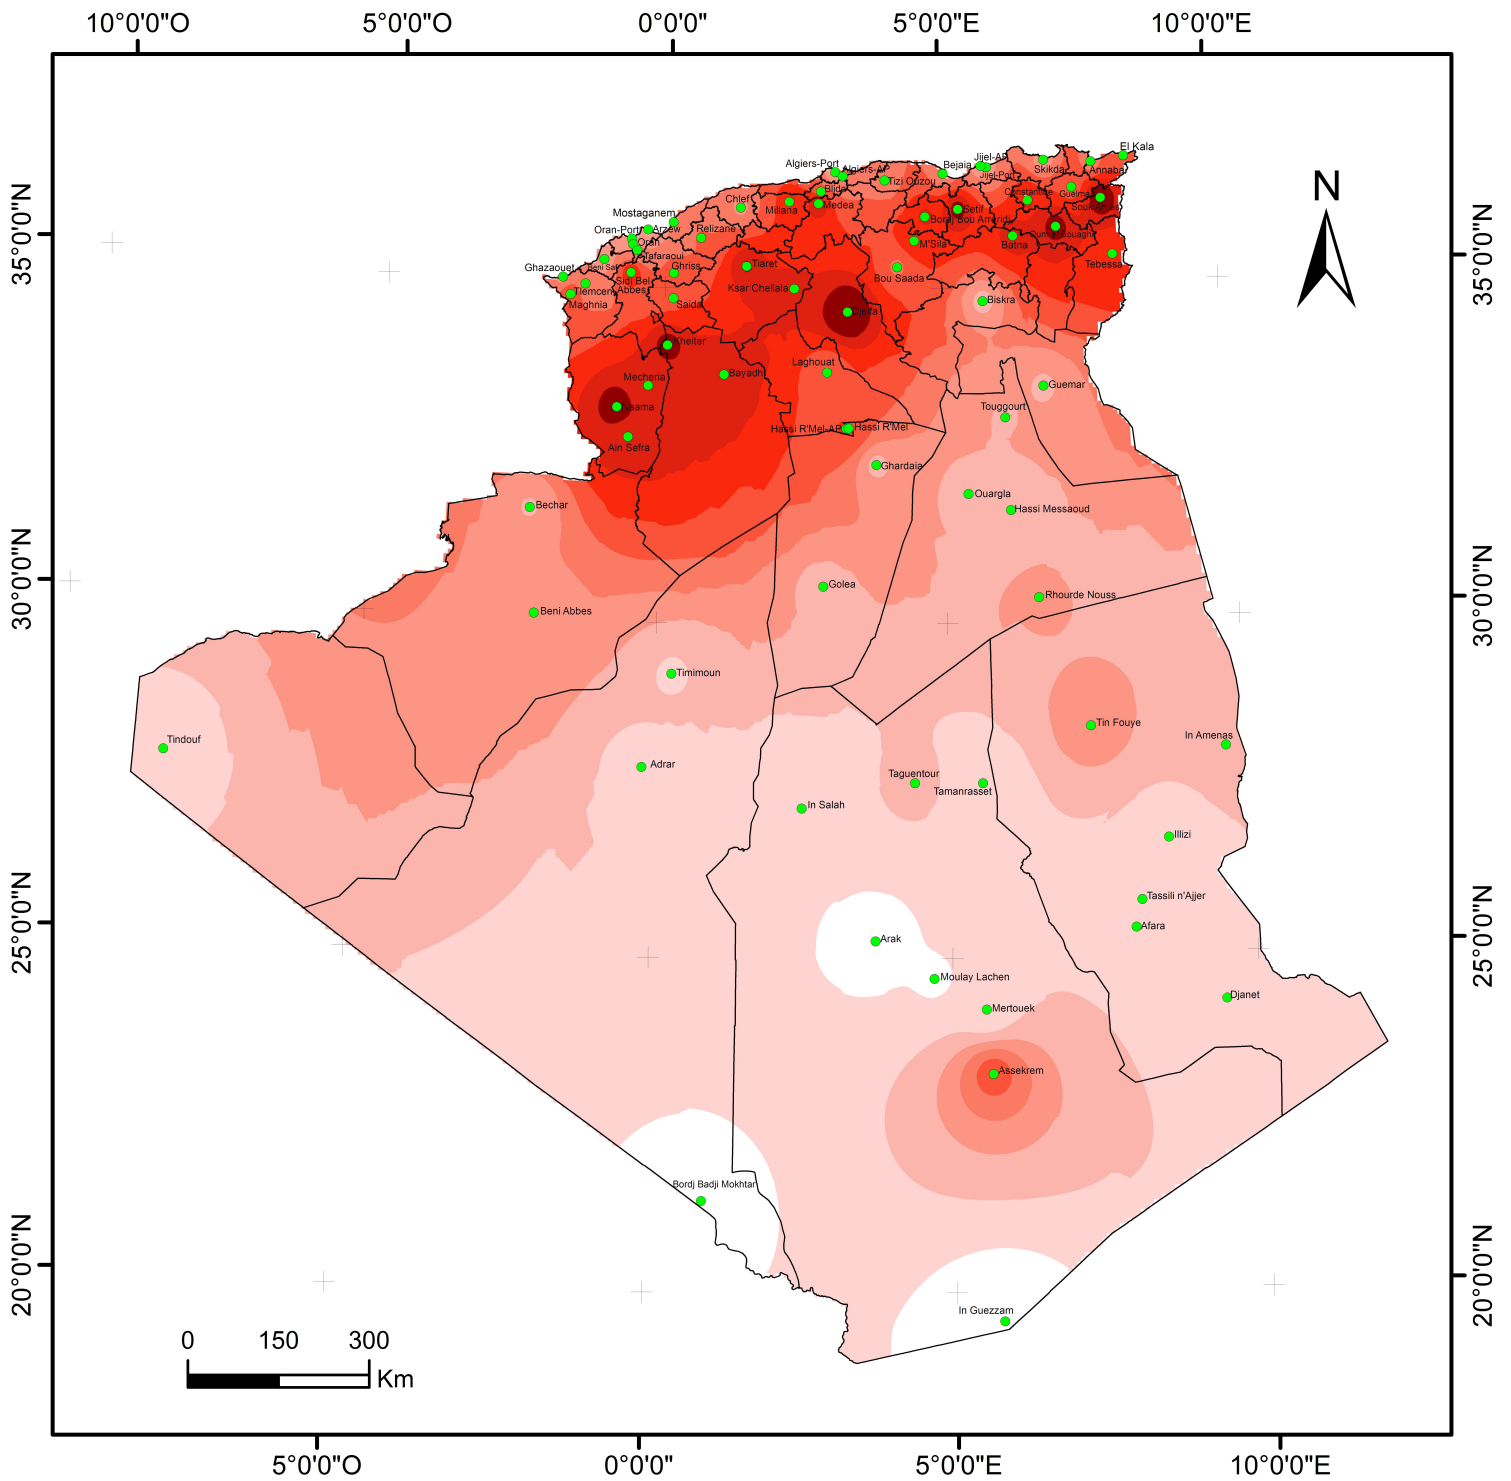 10°0'0"O
5°0'0"O
0°0'0"
5°0'0"E
10°0'0"E
N
El Kala
Algiers-Port
Algiers-AP
Bejaia
Jijel-AP
Jijel-Port
Skikda
Annaba
Tizi Ouzou
Blida
Constantine
Guelma
Souk Ahras
Chlef
Miliana
Medea
Setif
Bordj Bou Arreridj
Mostaganem
Oran-Port
Arzew
Relizane
Oran
M'Sila
Batna
Oum El Bouaghi
Tafaraoui
Ghazaouet
Beni Saf
Ghriss
Tiaret
Bou Saada
Tebessa
Sidi Bel
Abbes
Tlemcen
Maghnia
Saida
Ksar Chellala
Biskra
Djelfa
Kheiter
Mecheria
Bayadh
Laghouat
Guemar
Naama
Touggourt
Ain Sefra
Hassi R'Mel-AP
Hassi R'Mel
Ghardaia
Ouargla
Bechar
Hassi Messaoud
Golea
Rhourde Nouss
Beni Abbes
Timimoun
Tin Fouye
In Amenas
Tindouf
Adrar
Taguentour
Tamanrasset
In Salah
Illizi
Tassili n'Ajjer
Afara
Arak
Moulay Lachen
Mertouek
Djanet
Assekrem
Bordj Badji Mokhtar
In Guezzam
35°0'0"N
30°0'0"N
25°0'0"N
20°0'0"N
35°0'0"N
30°0'0"N
25°0'0"N
20°0'0"N
0 150 300
Km
5°0'0"O
0°0'0"
5°0'0"E
10°0'0"E